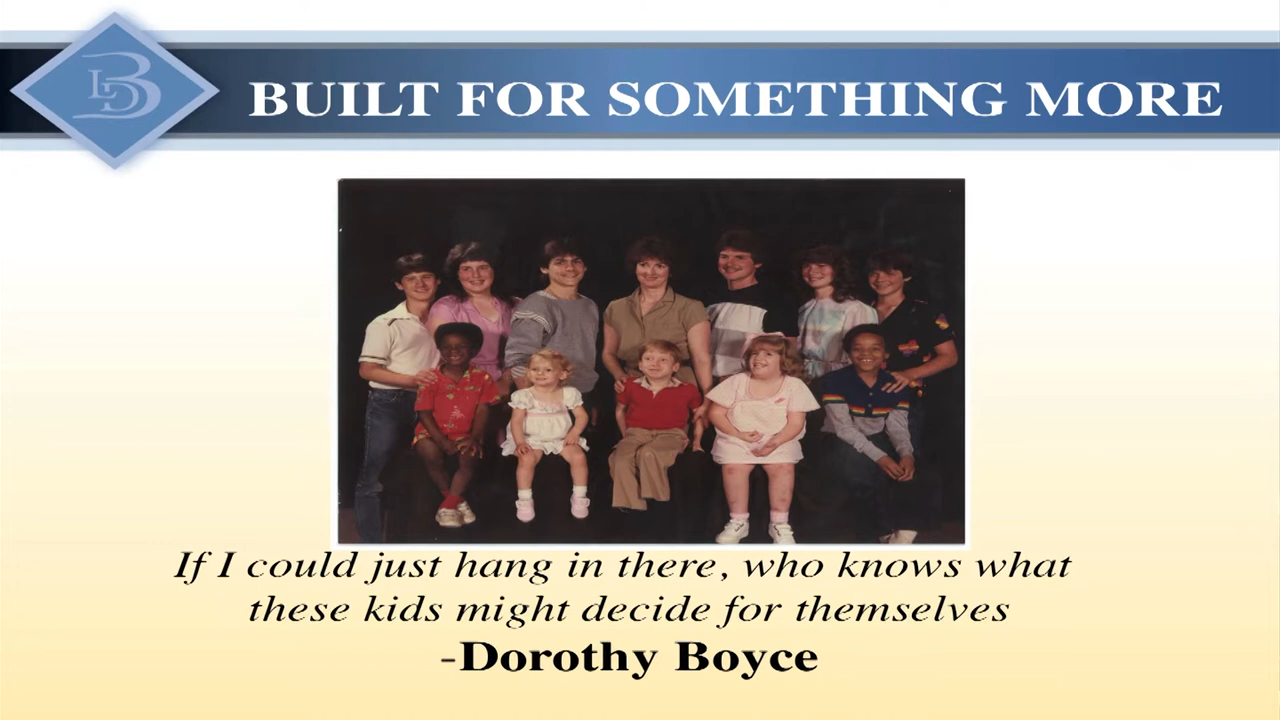 LB
BUILT FOR SOMETHING MORE
If I could just hang in there, who knows what
these kids might decide for themselves
-Dorothy Boyce